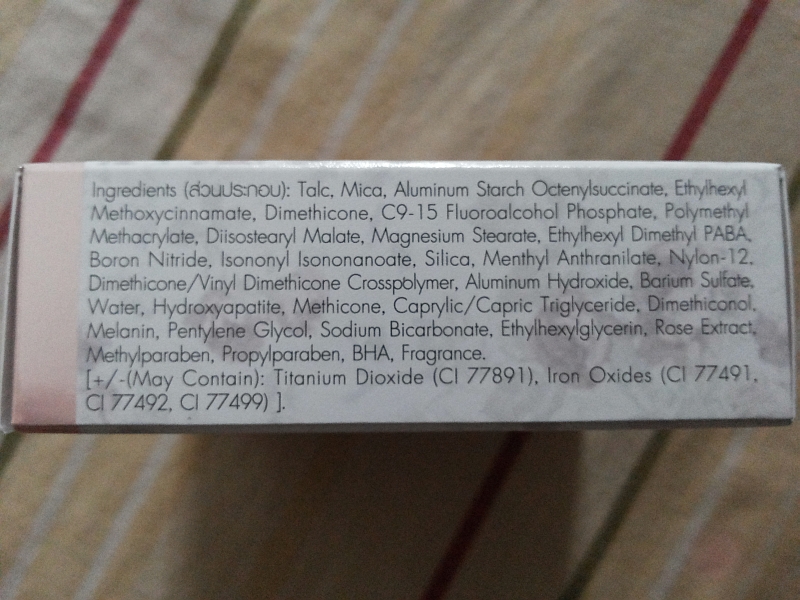 Ingredients (ส่วนประกอบ): Talc, Mica, Aluminum Starch Octenylsuccinate, Ethylhexyl
Methoxycinnamate, Dimethicone, C9-15 Fluoroalcohol Phosphate, Polymethyl
Methacrylate, Diisostearyl Malate, Magnesium Stearate, Ethylhexyl Dimethyl PABA,
Boron Nitride, Isononyl Isononanoate, Silica, Menthyl Anthranilate, Nylon-12,
Dimethicone/Vinyl Dimethicone Crosspblymer, Aluminum Hydroxide, Barium Sulfate,
Water, Hydroxyapatite, Methicone, Caprylic/Capric Triglyceride, Dimethiconol,
Melanin, Pentylene Glycol, Sodium Bicarbonate, Ethylhexylglycerin, Rose Extract,
Methylparaben, Propylparaben, BHA, Fragrance.
[+/-(May Contain): Titanium Dioxide (CI 77891), Iron Oxides (CI 77491,
CI 77492, CI 77499) ].